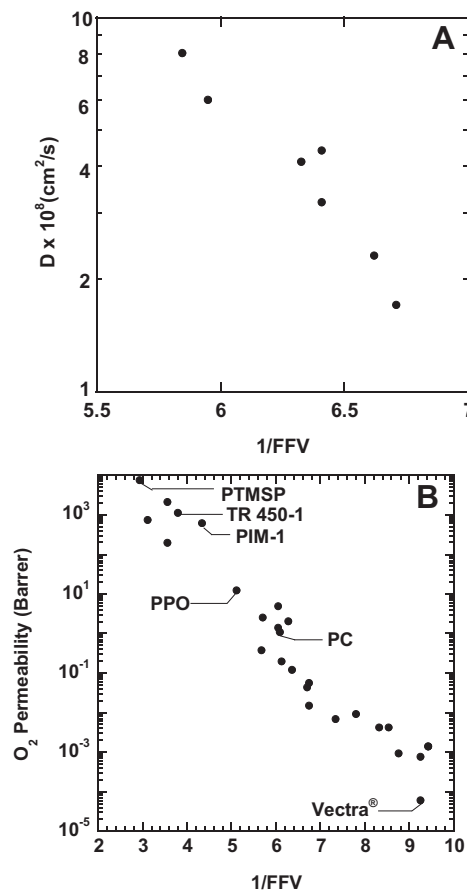 A
10
8
6
4
2
1
D x 10⁸(cm²/s)
5.5 6 6.5 7
1/FFV
B
PTMSP
TR 450-1
PIM-1
PPO
PC
Vectra®
10³
10¹
10⁻¹
10⁻³
10⁻⁵
O₂ Permeability (Barrer)
2 3 4 5 6 7 8 9 10
1/FFV